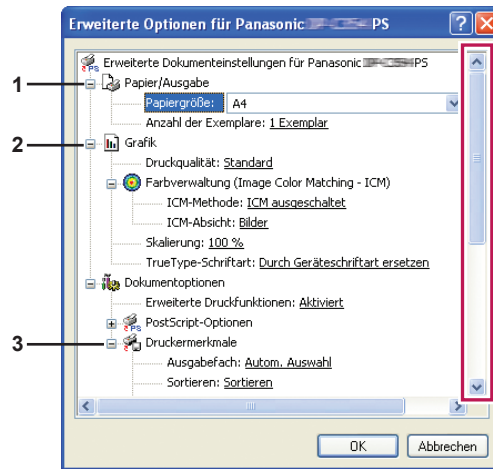 Erweiterte Optionen für Panasonic PS
Erweiterte Dokumenteinstellungen für Panasonic PS
1 Papier/Ausgabe
Papiergröße: A4
Anzahl der Exemplare: 1 Exemplar
2 Grafik
Druckqualität: Standard
Farbverwaltung (Image Color Matching - ICM)
ICM-Methode: ICM ausgeschaltet
ICM-Absicht: Bilder
Skalierung: 100 %
TrueType-Schriftart: Durch Geräteschriftart ersetzen
Dokumentoptionen
Erweiterte Druckfunktionen: Aktiviert
PostScript-Optionen
3 Druckermerkmale
Ausgabefach: Autom. Auswahl
Sortieren: Sortieren
OK Abbrechen